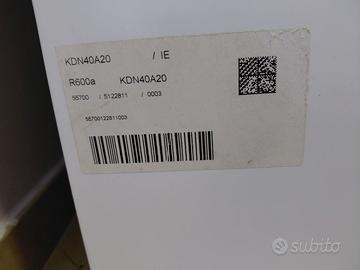 KDN40A20 / IE
R600a KDN40A20
55700 / 5122811 / 0003
55700122811003
subito